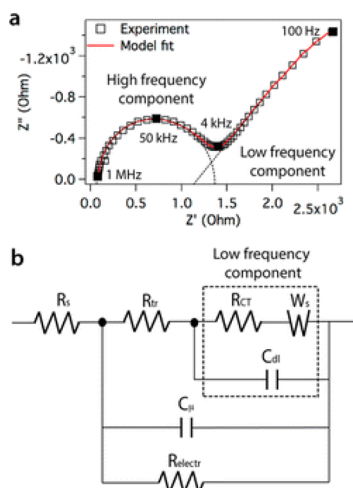 a
Experiment
Model fit
100 Hz
-1.2x10³
-0.8
-0.4
0.0
Z'' (Ohm)
High frequency
component
50 kHz
4 kHz
1 MHz
Low frequency
component
0.0
0.5
1.0
1.5
2.0
2.5x10³
Z' (Ohm)
b
Low frequency
component
Rs
Rtr
RCT
Ws
Cdl
Cμ
Relectr